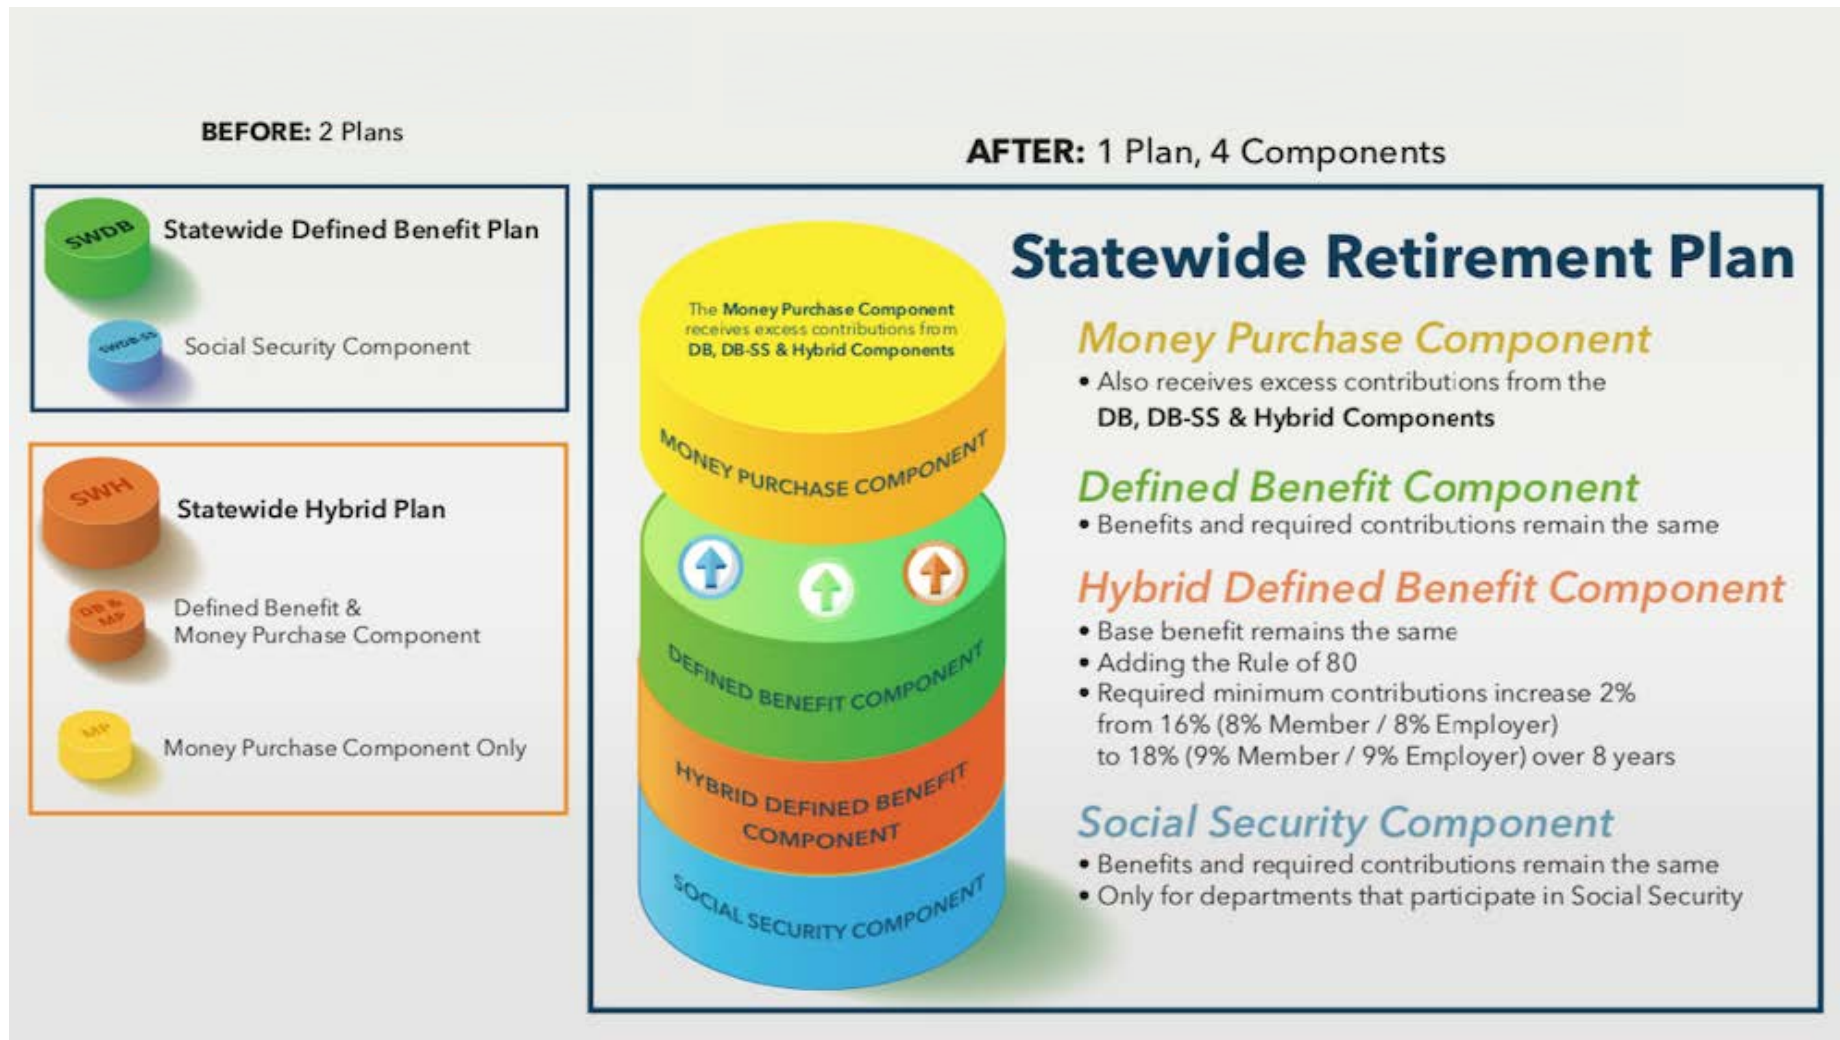 BEFORE: 2 Plans
SWDB
Statewide Defined Benefit Plan
SWDB-SS
Social Security Component
SWH
Statewide Hybrid Plan
DB &
MP
Defined Benefit &
Money Purchase Component
MP
Money Purchase Component Only
AFTER: 1 Plan, 4 Components
The Money Purchase Component
receives excess contributions from
DB, DB-SS & Hybrid Components
MONEY PURCHASE COMPONENT
DEFINED BENEFIT COMPONENT
HYBRID DEFINED BENEFIT
COMPONENT
SOCIAL SECURITY COMPONENT
Statewide Retirement Plan
Money Purchase Component
• Also receives excess contributions from the
DB, DB-SS & Hybrid Components
Defined Benefit Component
• Benefits and required contributions remain the same
Hybrid Defined Benefit Component
• Base benefit remains the same
• Adding the Rule of 80
• Required minimum contributions increase 2%
from 16% (8% Member / 8% Employer)
to 18% (9% Member / 9% Employer) over 8 years
Social Security Component
• Benefits and required contributions remain the same
• Only for departments that participate in Social Security